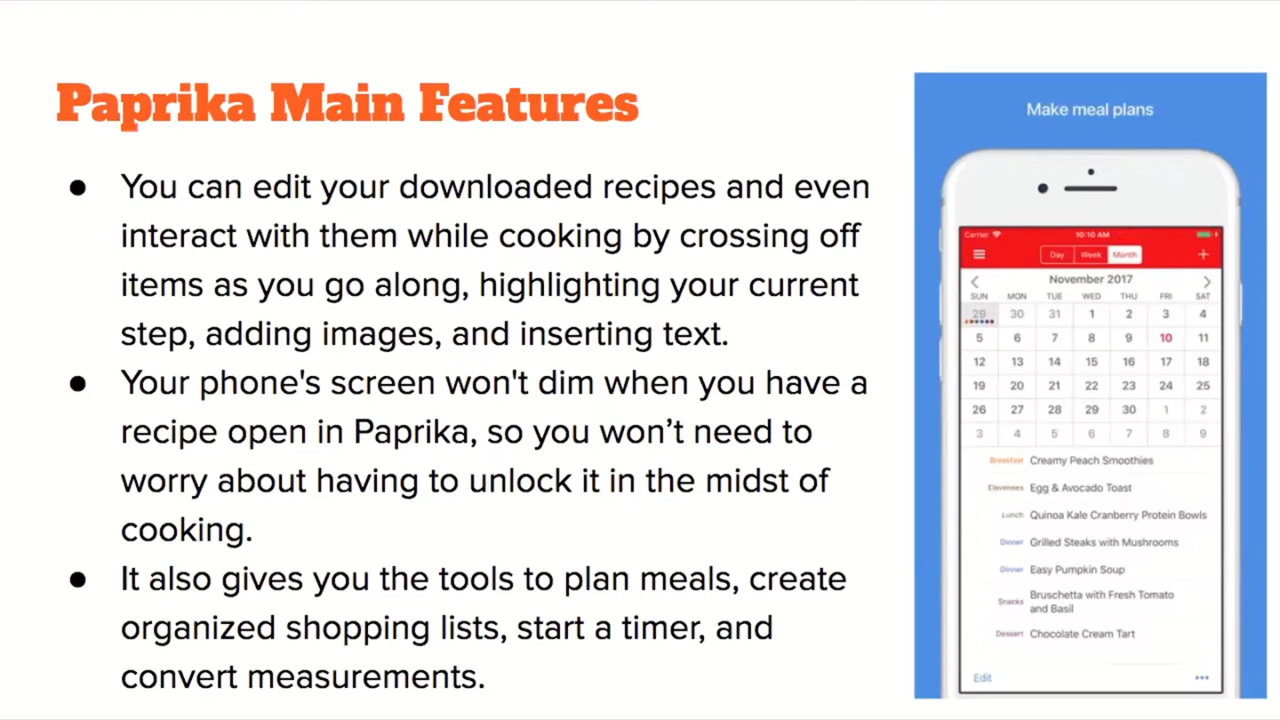 Paprika Main Features
● You can edit your downloaded recipes and even
interact with them while cooking by crossing off
items as you go along, highlighting your current
step, adding images, and inserting text.
● Your phone's screen won't dim when you have a
recipe open in Paprika, so you won’t need to
worry about having to unlock it in the midst of
cooking.
● It also gives you the tools to plan meals, create
organized shopping lists, start a timer, and
convert measurements.
Make meal plans
Carrier 10:10 AM
Day Week Month +
November 2017
SUN MON TUE WED THU FRI SAT
29 30 31 1 2 3 4
5 6 7 8 9 10 11
12 13 14 15 16 17 18
19 20 21 22 23 24 25
26 27 28 29 30 1 2
3 4 5 6 7 8 9
Breakfast Creamy Peach Smoothies
Elevenses Egg & Avocado Toast
Lunch Quinoa Kale Cranberry Protein Bowls
Dinner Grilled Steaks with Mushrooms
Dinner Easy Pumpkin Soup
Snacks Bruschetta with Fresh Tomato
and Basil
Dessert Chocolate Cream Tart
Edit •••